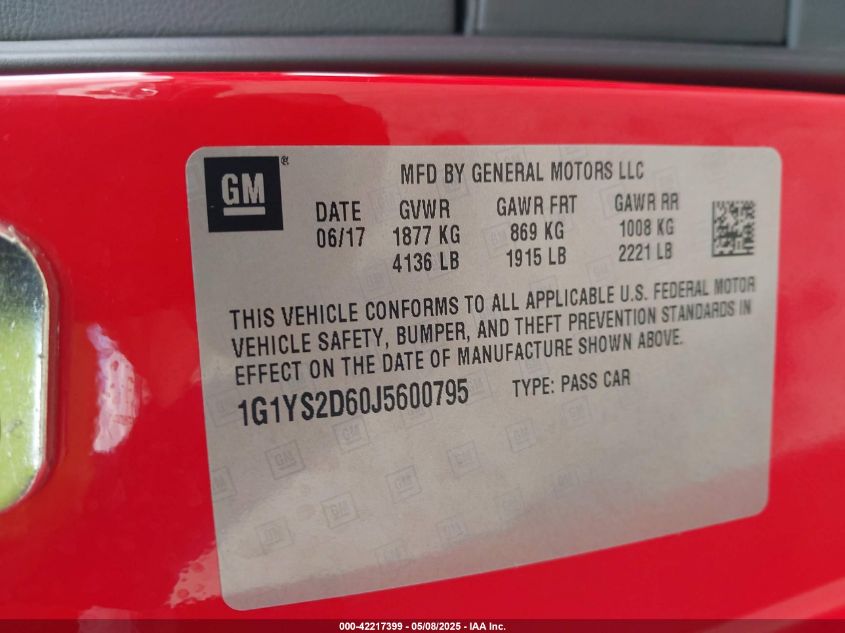 GM®
MFD BY GENERAL MOTORS LLC
DATE GVWR GAWR FRT GAWR RR
06/17 1877 KG 869 KG 1008 KG
4136 LB 1915 LB 2221 LB
THIS VEHICLE CONFORMS TO ALL APPLICABLE U.S. FEDERAL MOTOR
VEHICLE SAFETY, BUMPER, AND THEFT PREVENTION STANDARDS IN
EFFECT ON THE DATE OF MANUFACTURE SHOWN ABOVE.
1G1YS2D60J5600795 TYPE: PASS CAR
000-42217399 - 05/08/2025 - IAA Inc.